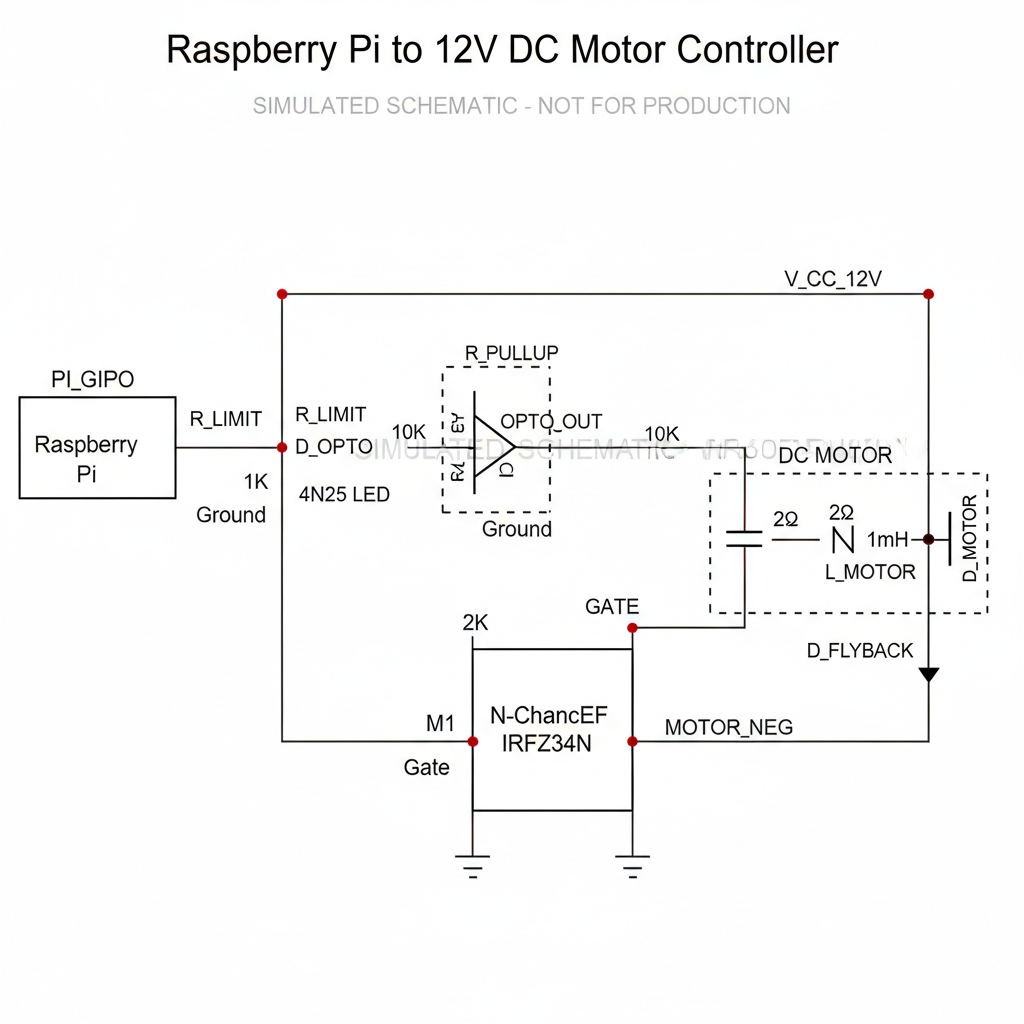 Raspberry Pi to 12V DC Motor Controller
SIMULATED SCHEMATIC - NOT FOR PRODUCTION
V_CC_12V
R_PULLUP
PI_GIPO
R_LIMIT
R_LIMIT
OPTO_OUT
10K
10K
Raspberry
Pi
D_OPTO
SIMULATED SCHEMATIC -
DC MOTOR
1K
4N25 LED
Ground
Ground
2Ω
2Ω
1mH
D_MOTOR
L_MOTOR
GATE
2K
D_FLYBACK
M1
N-ChancEF
IRFZ34N
MOTOR_NEG
Gate